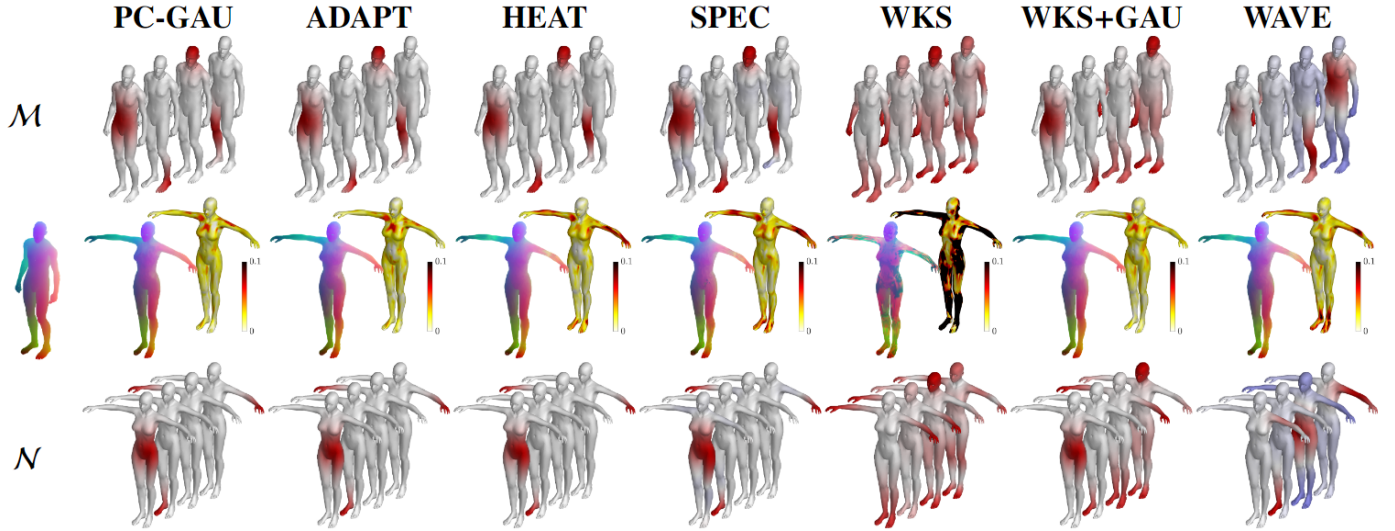 PC-GAU ADAPT HEAT SPEC WKS WKS+GAU WAVE
M
0.1 0.1 0.1 0.1 0.1 0.1 0.1
0 0 0 0 0 0 0
N